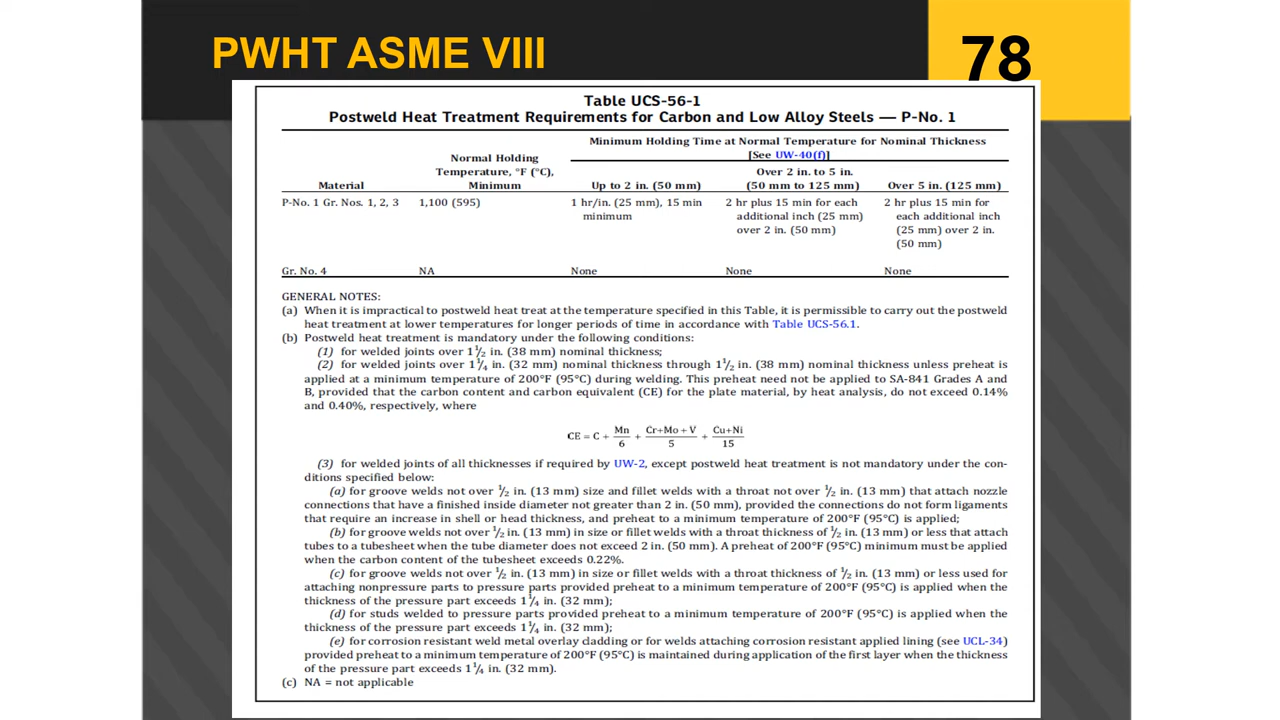 PWHT ASME VIII
78
Table UCS-56-1
Postweld Heat Treatment Requirements for Carbon and Low Alloy Steels — P-No. 1
Minimum Holding Time at Normal Temperature for Nominal Thickness
[See UW-40(f)]
Material
Normal Holding
Temperature, °F (°C),
Minimum
Up to 2 in. (50 mm)
Over 2 in. to 5 in.
(50 mm to 125 mm)
Over 5 in. (125 mm)
P-No. 1 Gr. Nos. 1, 2, 3
1,100 (595)
1 hr/in. (25 mm), 15 min
minimum
2 hr plus 15 min for each
additional inch (25 mm)
over 2 in. (50 mm)
2 hr plus 15 min for
each additional inch
(25 mm) over 2 in.
(50 mm)
Gr. No. 4 NA None None None
GENERAL NOTES:
(a) When it is impractical to postweld heat treat at the temperature specified in this Table, it is permissible to carry out the postweld
heat treatment at lower temperatures for longer periods of time in accordance with Table UCS-56.1.
(b) Postweld heat treatment is mandatory under the following conditions:
(1) for welded joints over 1 1/2 in. (38 mm) nominal thickness;
(2) for welded joints over 1 1/4 in. (32 mm) nominal thickness through 1 1/2 in. (38 mm) nominal thickness unless preheat is
applied at a minimum temperature of 200°F (95°C) during welding. This preheat need not be applied to SA-841 Grades A and
B, provided that the carbon content and carbon equivalent (CE) for the plate material, by heat analysis, do not exceed 0.14%
and 0.40%, respectively, where
CE = C + Mn/6 + Cr+Mo+V/5 + Cu+Ni/15
(3) for welded joints of all thicknesses if required by UW-2, except postweld heat treatment is not mandatory under the con-
ditions specified below:
(a) for groove welds not over 1/2 in. (13 mm) size and fillet welds with a throat not over 1/2 in. (13 mm) that attach nozzle
connections that have a finished inside diameter not greater than 2 in. (50 mm), provided the connections do not form ligaments
that require an increase in shell or head thickness, and preheat to a minimum temperature of 200°F (95°C) is applied;
(b) for groove welds not over 1/2 in. (13 mm) in size or fillet welds with a throat thickness of 1/2 in. (13 mm) or less that attach
tubes to a tubesheet when the tube diameter does not exceed 2 in. (50 mm). A preheat of 200°F (95°C) minimum must be applied
when the carbon content of the tubesheet exceeds 0.22%.
(c) for groove welds not over 1/2 in. (13 mm) in size or fillet welds with a throat thickness of 1/2 in. (13 mm) or less used for
attaching nonpressure parts to pressure parts provided preheat to a minimum temperature of 200°F (95°C) is applied when the
thickness of the pressure part exceeds 1 1/4 in. (32 mm);
(d) for studs welded to pressure parts provided preheat to a minimum temperature of 200°F (95°C) is applied when the
thickness of the pressure part exceeds 1 1/4 in. (32 mm);
(e) for corrosion resistant weld metal overlay cladding or for welds attaching corrosion resistant applied lining (see UCL-34)
provided preheat to a minimum temperature of 200°F (95°C) is maintained during application of the first layer when the thickness
of the pressure part exceeds 1 1/4 in. (32 mm).
(c) NA = not applicable